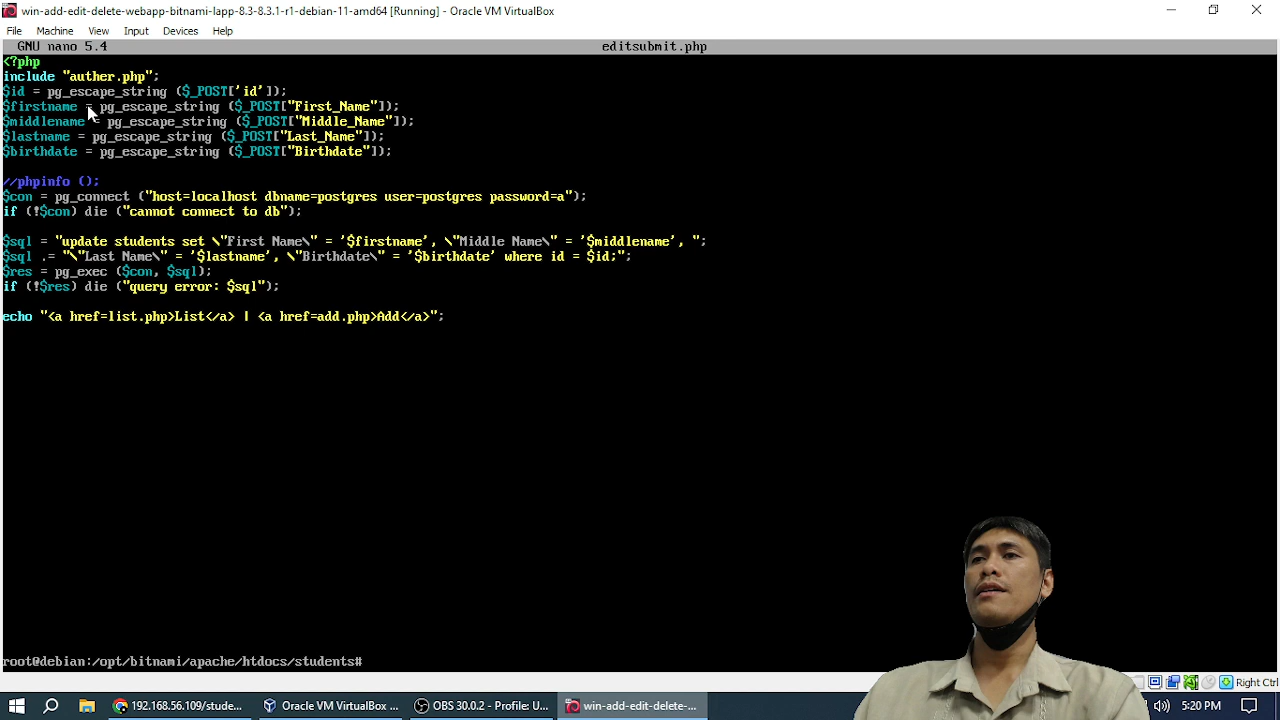 win-add-edit-delete-webapp-bitnami-lapp-8.3-8.3.1-r1-debian-11-amd64 [Running] - Oracle VM VirtualBox
File Machine View Input Devices Help
GNU nano 5.4 editsubmit.php
<?php
include "auther.php";
$id = pg_escape_string ($_POST['id']);
$firstname = pg_escape_string ($_POST["First_Name"]);
$middlename = pg_escape_string ($_POST["Middle_Name"]);
$lastname = pg_escape_string ($_POST["Last_Name"]);
$birthdate = pg_escape_string ($_POST["Birthdate"]);
//phpinfo ();
$con = pg_connect ("host=localhost dbname=postgres user=postgres password=a");
if (!$con) die ("cannot connect to db");
$sql = "update students set \"First Name\" = '$firstname', \"Middle Name\" = '$middlename', ";
$sql .= "\"Last Name\" = '$lastname', \"Birthdate\" = '$birthdate' where id = $id;";
$res = pg_exec ($con, $sql);
if (!$res) die ("query error: $sql");
echo "<a href=list.php>List</a> | <a href=add.php>Add</a>";
root@debian:/opt/bitnami/apache/htdocs/students#
Right Ctrl
192.168.56.109/stude... Oracle VM VirtualBox ... OBS 30.0.2 - Profile: U... win-add-edit-delete-... 5:20 PM